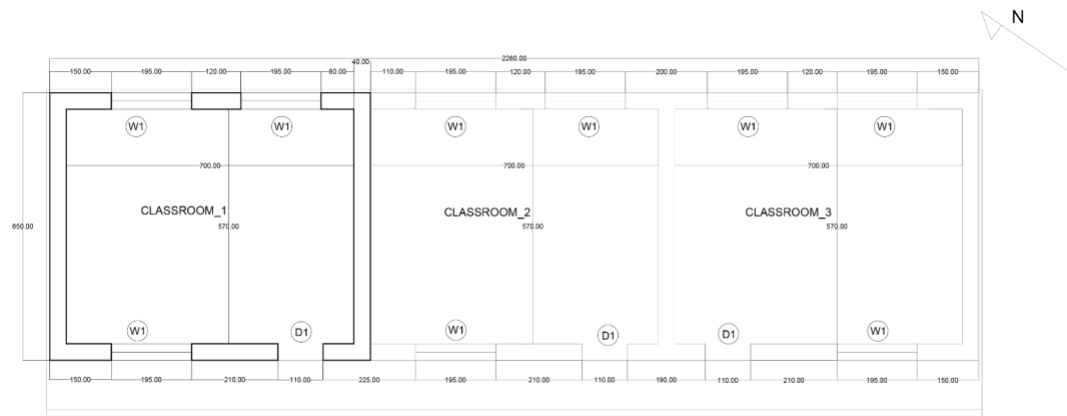 N
2260.00
40.00
150.00 195.00 120.00 195.00 80.00 110.00 195.00 120.00 195.00 200.00 195.00 120.00 195.00 150.00
W1 W1 W1 W1 W1 W1
700.00 700.00 700.00
CLASSROOM_1 CLASSROOM_2 CLASSROOM_3
650.00 570.00 570.00 570.00
W1 D1 W1 D1 D1 W1
150.00 195.00 210.00 110.00 225.00 195.00 210.00 110.00 190.00 110.00 210.00 195.00 150.00